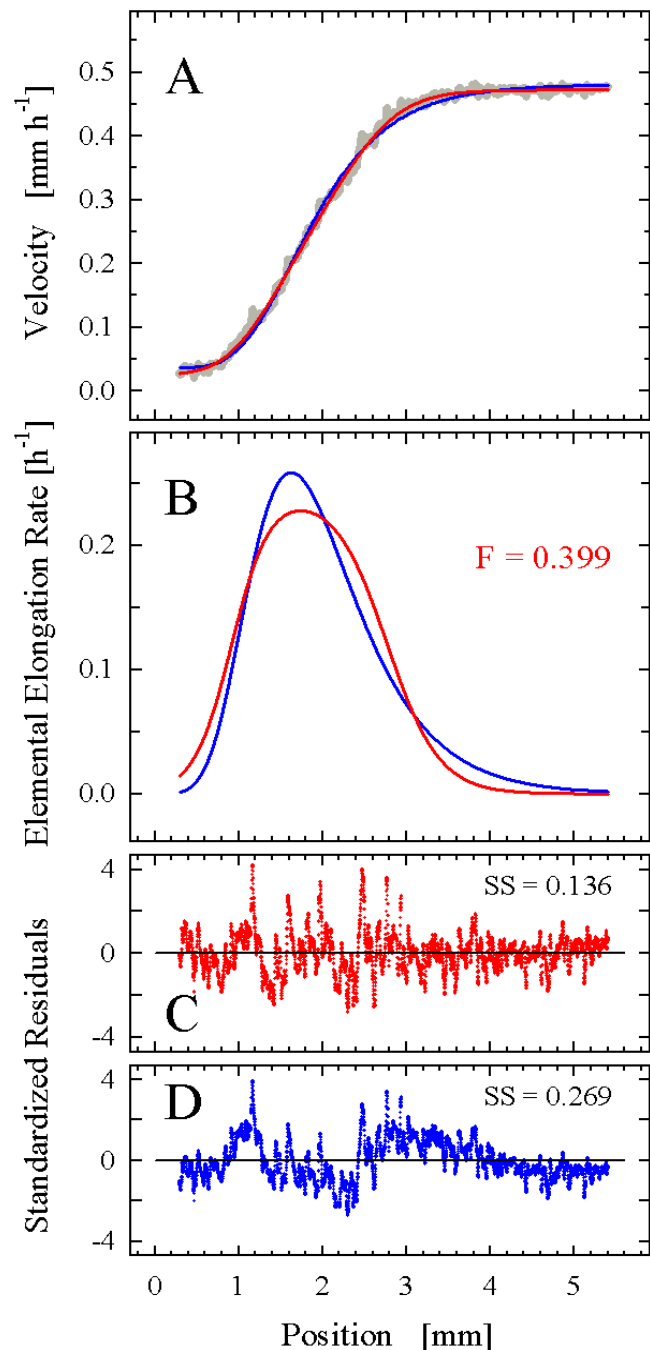 A
Velocity [mm h-1]
0.5
0.4
0.3
0.2
0.1
0.0
B
Elemental Elongation Rate [h-1]
F = 0.399
0.2
0.1
0.0
Standardized Residuals
4
SS = 0.136
0
C
-4
D
4
SS = 0.269
0
-4
0 1 2 3 4 5
Position [mm]